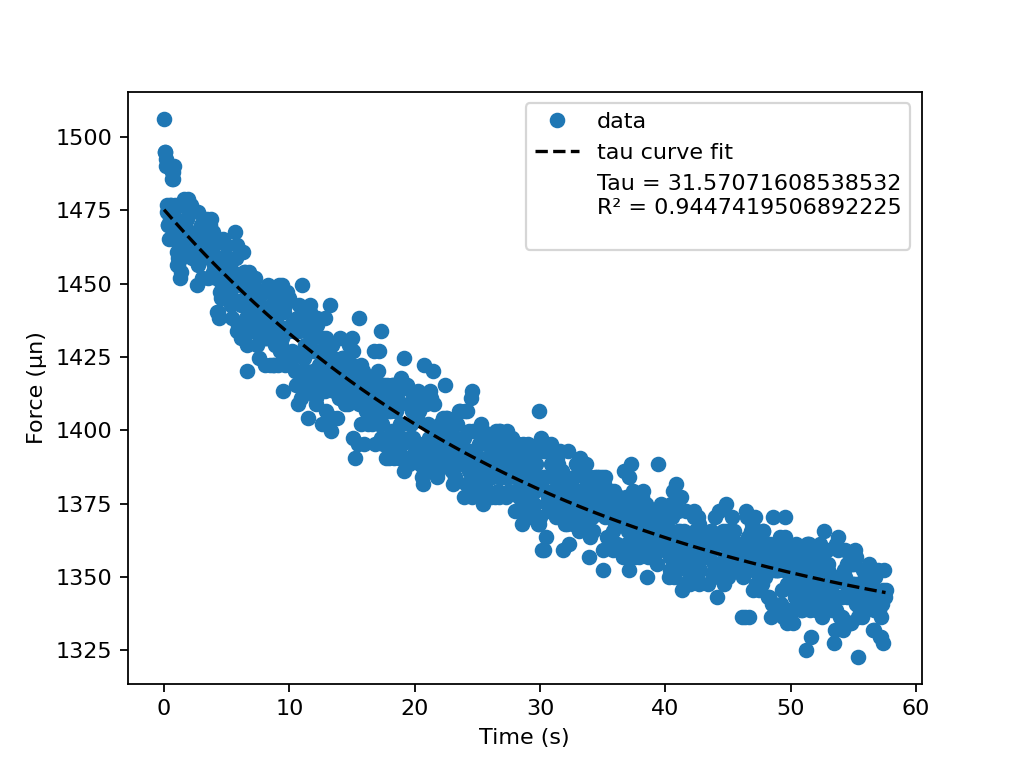 data
tau curve fit
Tau = 31.57071608538532
R² = 0.9447419506892225
1500
1475
1450
1425
1400
1375
1350
1325
Force (μn)
0 10 20 30 40 50 60
Time (s)